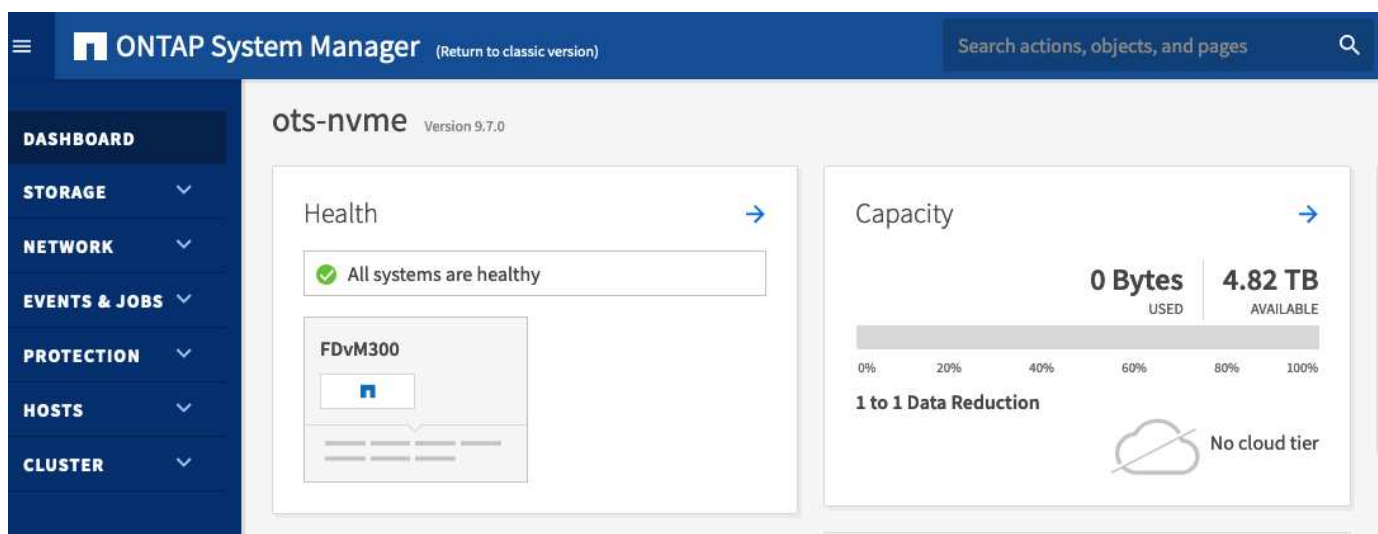 ONTAP System Manager (Return to classic version)
Search actions, objects, and pages
DASHBOARD
STORAGE
NETWORK
EVENTS & JOBS
PROTECTION
HOSTS
CLUSTER
ots-nvme Version 9.7.0
Health
All systems are healthy
FDvM300
Capacity
0 Bytes 4.82 TB
USED AVAILABLE
0% 20% 40% 60% 80% 100%
1 to 1 Data Reduction
No cloud tier